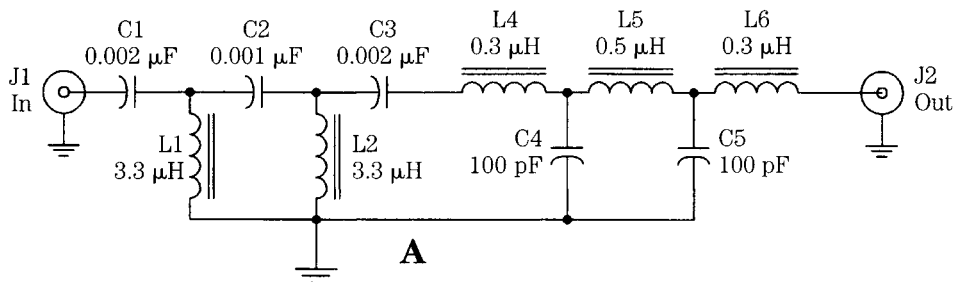 J1
In
C1
0.002 µF
C2
0.001 µF
C3
0.002 µF
L4
0.3 µH
L5
0.5 µH
L6
0.3 µH
J2
Out
L1
3.3 µH
L2
3.3 µH
C4
100 pF
C5
100 pF
A